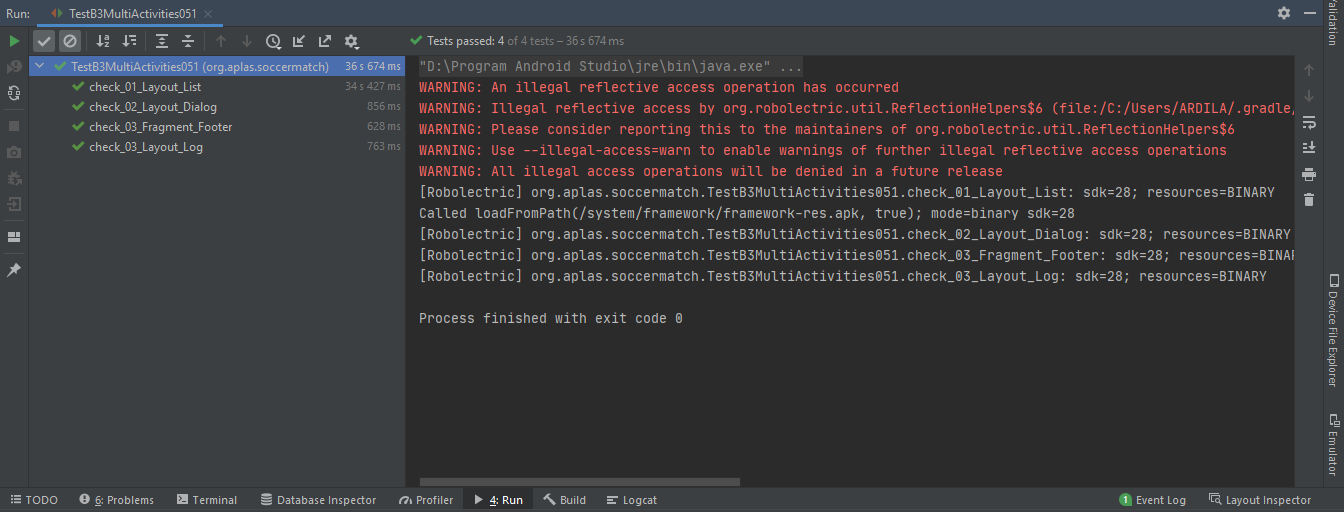 Run: TestB3MultiActivities051
Tests passed: 4 of 4 tests – 36 s 674 ms
TestB3MultiActivities051 (org.aplas.soccermatch) 36 s 674 ms
check_01_Layout_List 34 s 427 ms
check_02_Layout_Dialog 856 ms
check_03_Fragment_Footer 628 ms
check_03_Layout_Log 763 ms
"D:\Program Android Studio\jre\bin\java.exe" ...
WARNING: An illegal reflective access operation has occurred
WARNING: Illegal reflective access by org.robolectric.util.ReflectionHelpers$6 (file:/C:/Users/ARDILA/.gradle/
WARNING: Please consider reporting this to the maintainers of org.robolectric.util.ReflectionHelpers$6
WARNING: Use --illegal-access=warn to enable warnings of further illegal reflective access operations
WARNING: All illegal access operations will be denied in a future release
[Robolectric] org.aplas.soccermatch.TestB3MultiActivities051.check_01_Layout_List: sdk=28; resources=BINARY
Called loadFromPath(/system/framework/framework-res.apk, true); mode=binary sdk=28
[Robolectric] org.aplas.soccermatch.TestB3MultiActivities051.check_02_Layout_Dialog: sdk=28; resources=BINARY
[Robolectric] org.aplas.soccermatch.TestB3MultiActivities051.check_03_Fragment_Footer: sdk=28; resources=BINAR
[Robolectric] org.aplas.soccermatch.TestB3MultiActivities051.check_03_Layout_Log: sdk=28; resources=BINARY
Process finished with exit code 0
Device File Explorer
Emulator
TODO 6: Problems Terminal Database Inspector Profiler 4: Run Build Logcat 1 Event Log Layout Inspector